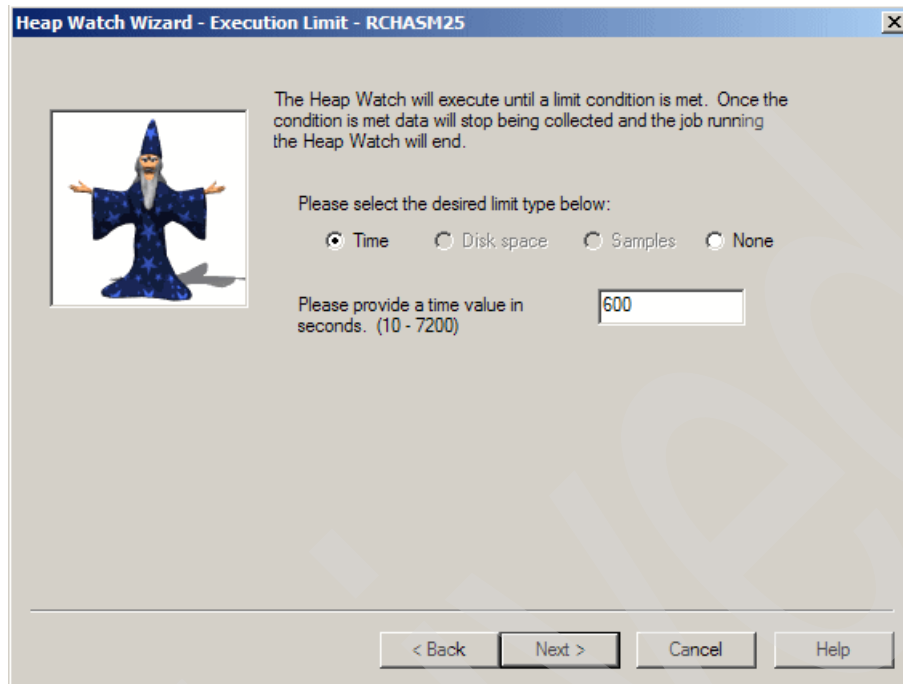 Heap Watch Wizard - Execution Limit - RCHASM25
The Heap Watch will execute until a limit condition is met. Once the
condition is met data will stop being collected and the job running
the Heap Watch will end.
Please select the desired limit type below:
Time Disk space Samples None
Please provide a time value in 600
seconds. (10 - 7200)
< Back Next > Cancel Help